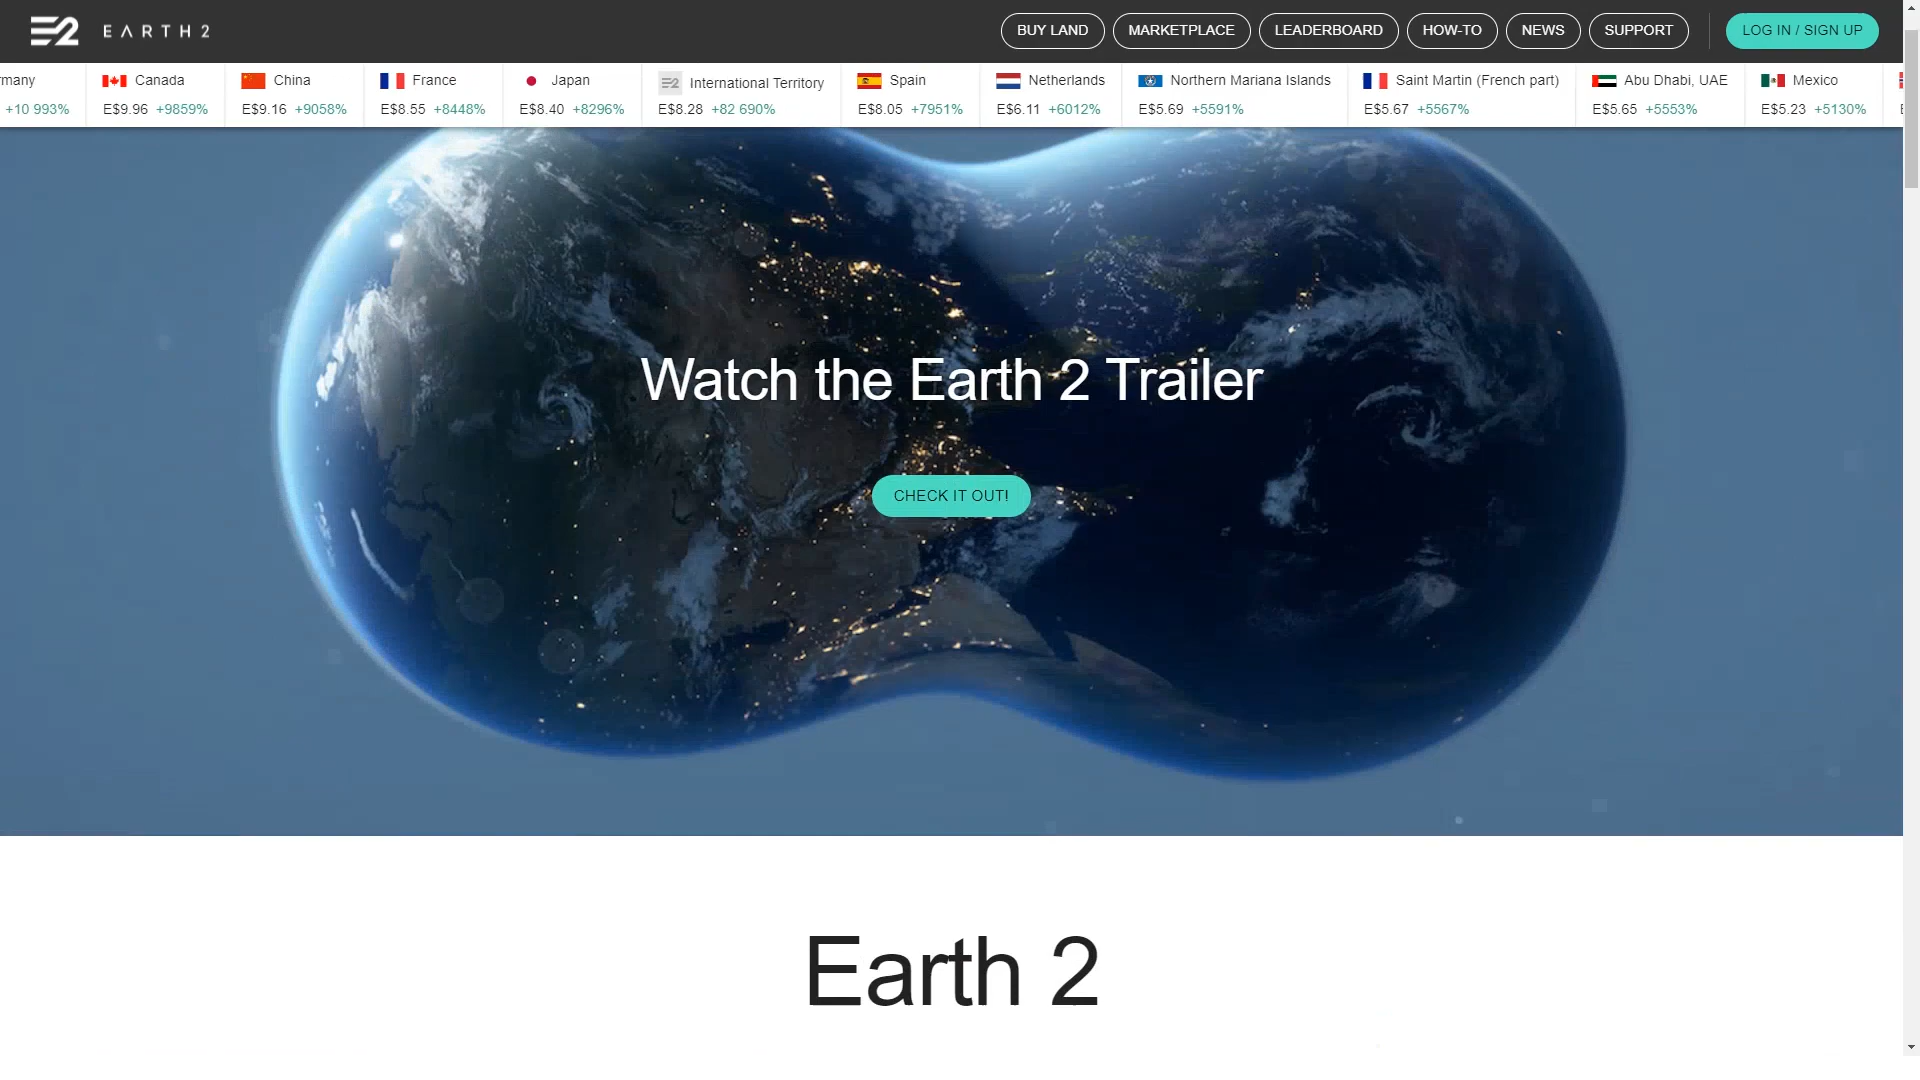 E2 EARTH 2
BUY LAND MARKETPLACE LEADERBOARD HOW-TO NEWS SUPPORT LOG IN / SIGN UP
rmany Canada China France Japan E2 International Territory Spain Netherlands Northern Mariana Islands Saint Martin (French part) Abu Dhabi, UAE Mexico
+10 993% E$9.96 +9859% E$9.16 +9058% E$8.55 +8448% E$8.40 +8296% E$8.28 +82 690% E$8.05 +7951% E$6.11 +6012% E$5.69 +5591% E$5.67 +5567% E$5.65 +5553% E$5.23 +5130%
Watch the Earth 2 Trailer
CHECK IT OUT!
Earth 2